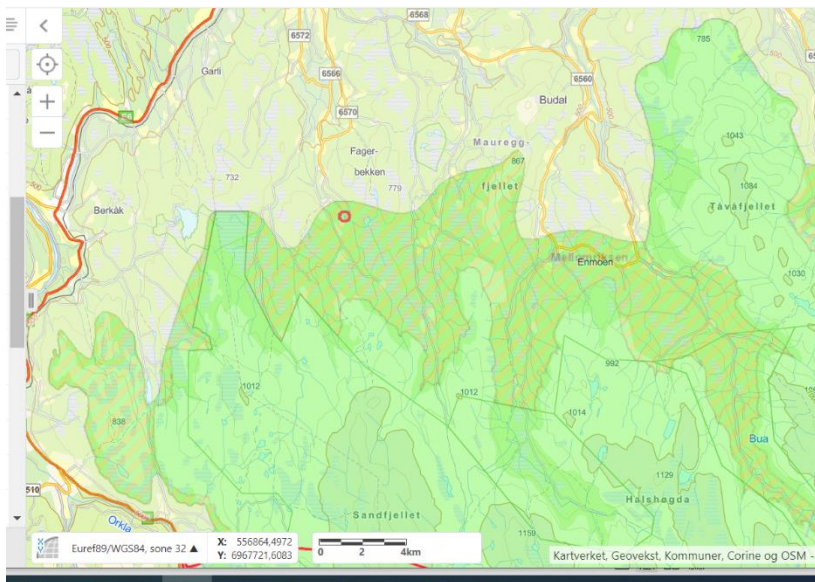 6568
785
6572
Garli
6566
6560
Budal
6570
1043
Mauregg-
Fager-
bekken
867
732
779
fjellet
1084
Berkåk
Tåvåfjellet
Enmoen
1030
992
1012
1012
1014
838
Bua
1129
510
Halshøgda
Orkla
Sandfjellet
1159
Euref89/WGS84, sone 32 ▲
X: 556864,4972
Y: 6967721,6083
0 2 4km
Kartverket, Geovekst, Kommuner, Corine og OSM -